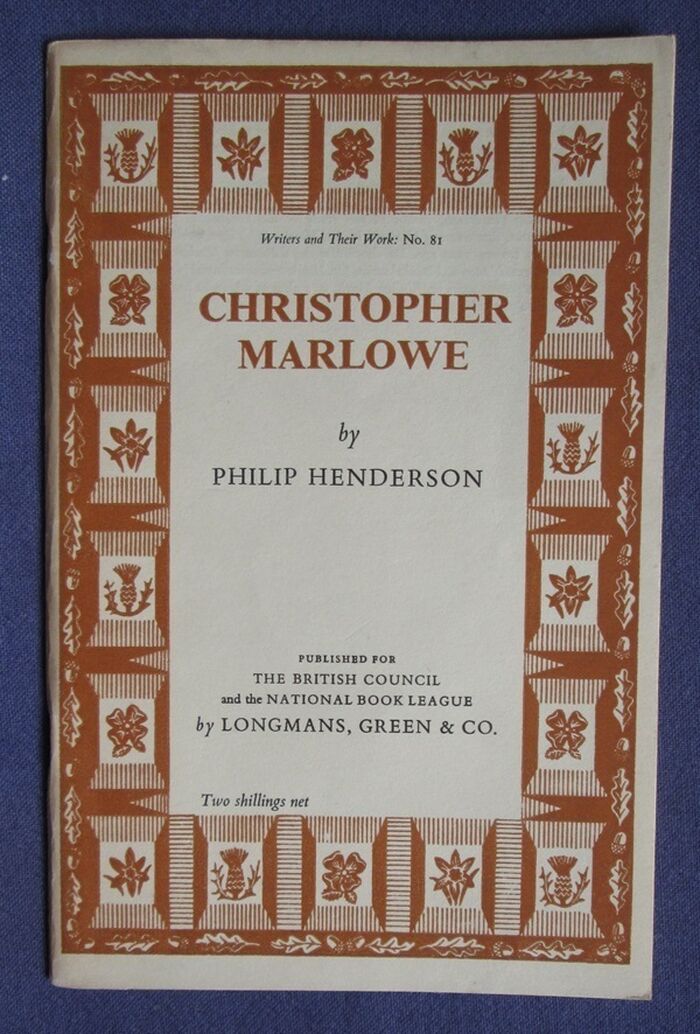 Writers and Their Work: No. 81
CHRISTOPHER
MARLOWE
by
PHILIP HENDERSON
PUBLISHED FOR
THE BRITISH COUNCIL
and the NATIONAL BOOK LEAGUE
by LONGMANS, GREEN & CO.
Two shillings net